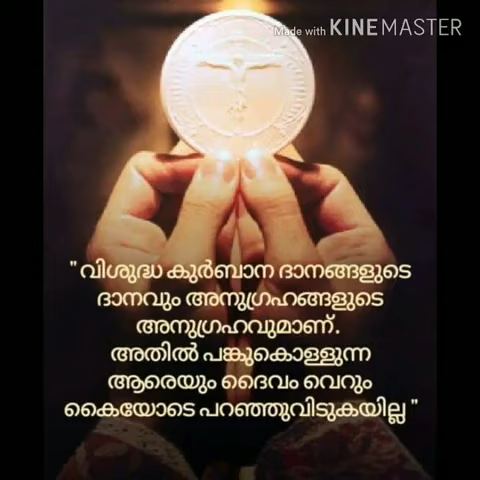 Made with KINEMASTER
" വിശുദ്ധ കുർബാന ദാനങ്ങളുടെ
ദാനവും അനുഗ്രഹങ്ങളുടെ
അനുഗ്രഹവുമാണ്.
അതിൽ പങ്കുകൊള്ളുന്ന
ആരെയും ദൈവം വെറും
കൈയോടെ പറഞ്ഞുവിടുകയില്ല "